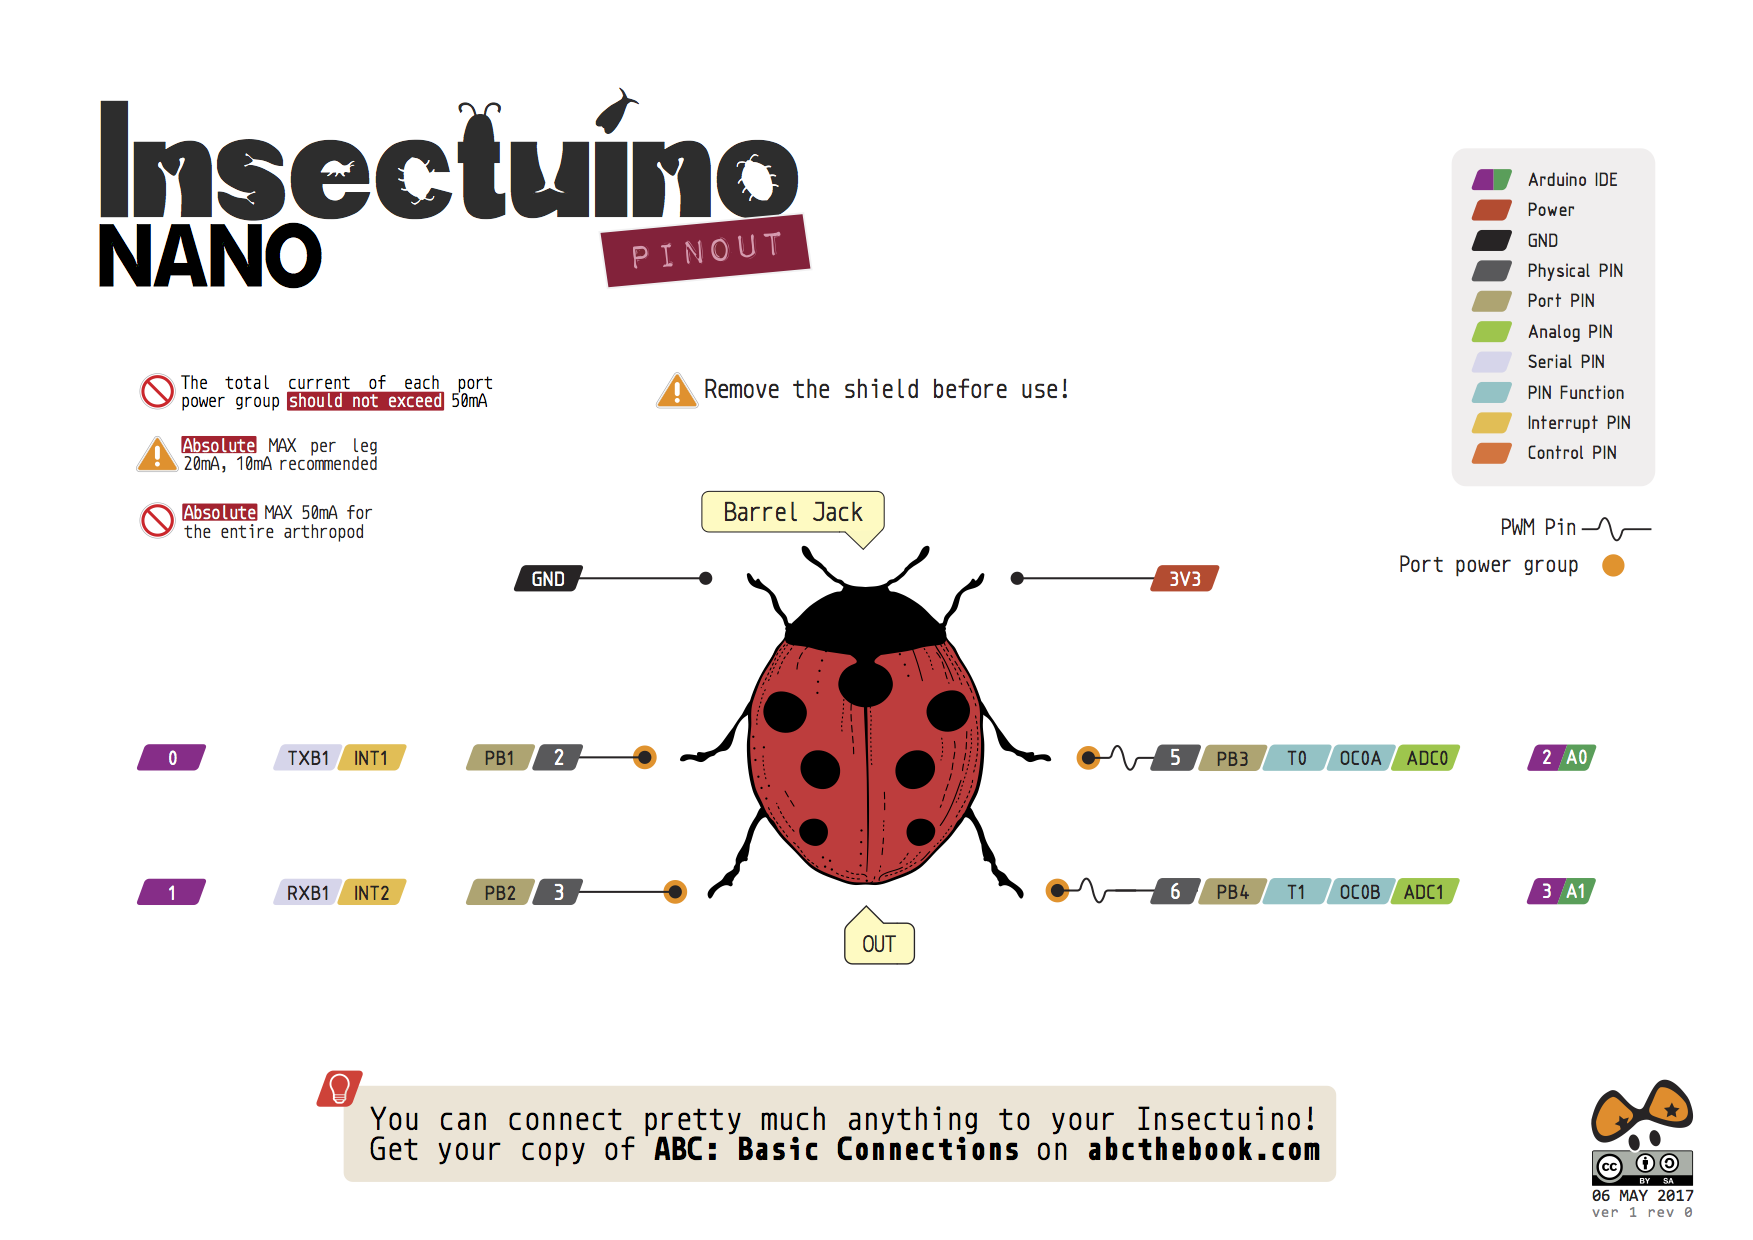 Insectuino
NANO
PINOUT
Arduino IDE
Power
GND
Physical PIN
Port PIN
Analog PIN
Serial PIN
PIN Function
Interrupt PIN
Control PIN
PWM Pin
Port power group
The total current of each port
power group should not exceed 50mA
Absolute MAX per leg
20mA, 10mA recommended
Absolute MAX 50mA for
the entire arthropod
Remove the shield before use!
Barrel Jack
GND
3V3
0 TXB1 INT1 PB1 2
5 PB3 T0 OC0A ADC0 2 A0
1 RXB1 INT2 PB2 3
6 PB4 T1 OC0B ADC1 3 A1
OUT
You can connect pretty much anything to your Insectuino!
Get your copy of ABC: Basic Connections on abcthebook.com
cc
BY SA
06 MAY 2017
ver 1 rev 0